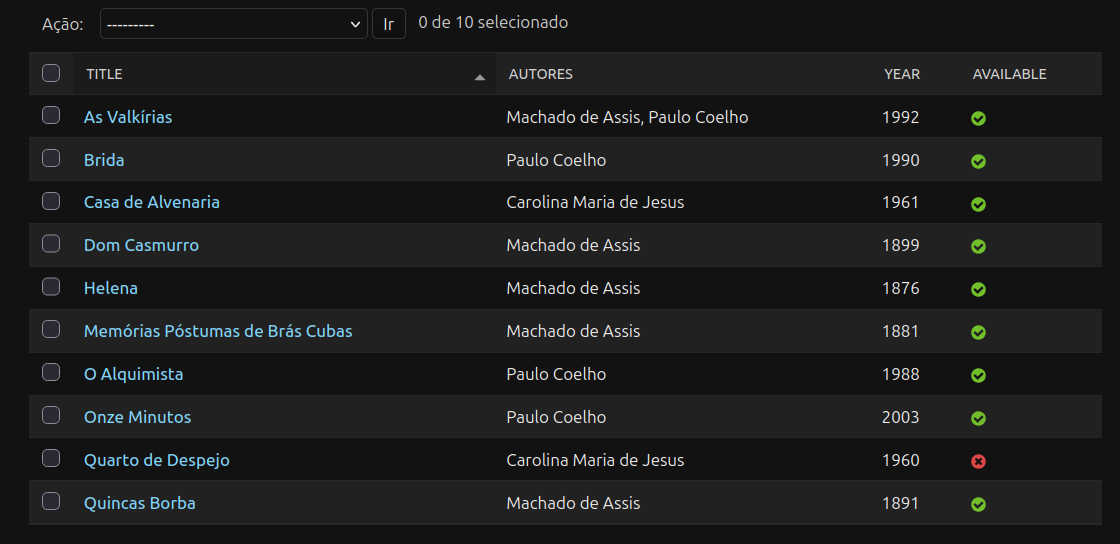 Ação: --------- Ir 0 de 10 selecionado
TITLE AUTORES YEAR AVAILABLE
As Valkírias Machado de Assis, Paulo Coelho 1992
Brida Paulo Coelho 1990
Casa de Alvenaria Carolina Maria de Jesus 1961
Dom Casmurro Machado de Assis 1899
Helena Machado de Assis 1876
Memórias Póstumas de Brás Cubas Machado de Assis 1881
O Alquimista Paulo Coelho 1988
Onze Minutos Paulo Coelho 2003
Quarto de Despejo Carolina Maria de Jesus 1960
Quincas Borba Machado de Assis 1891